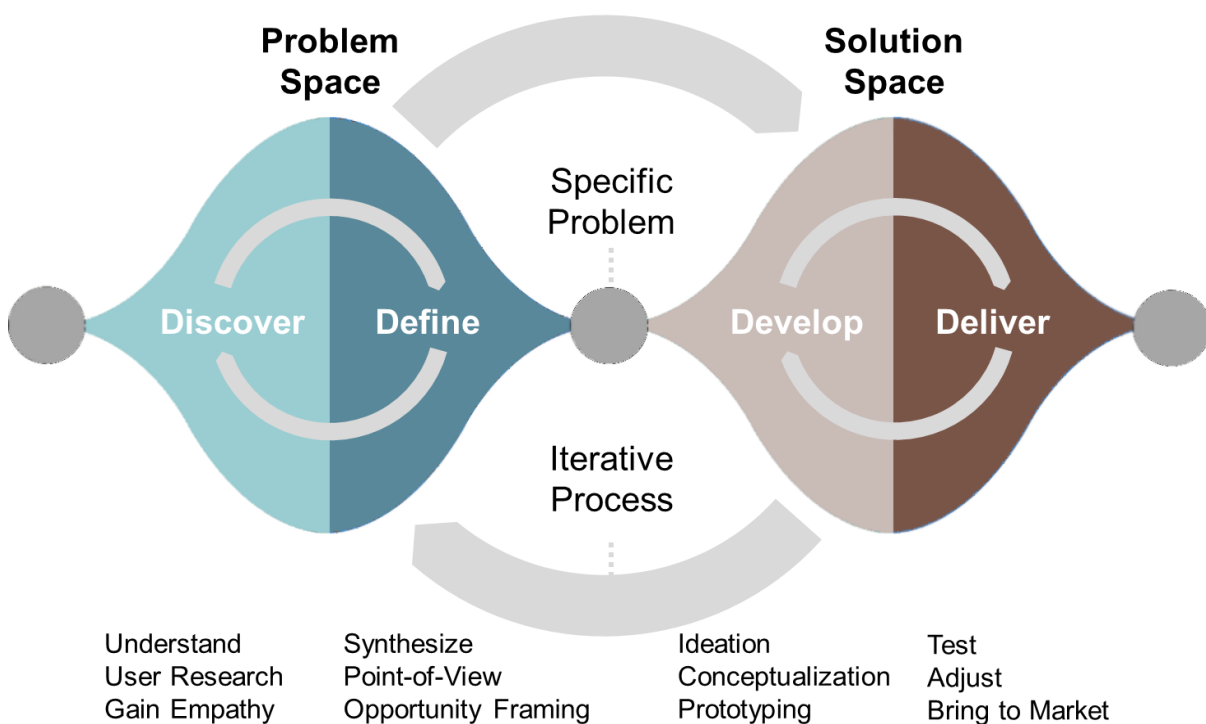 Problem
Space
Solution
Space
Specific
Problem
Discover
Define
Develop
Deliver
Iterative
Process
Understand
User Research
Gain Empathy
Synthesize
Point-of-View
Opportunity Framing
Ideation
Conceptualization
Prototyping
Test
Adjust
Bring to Market